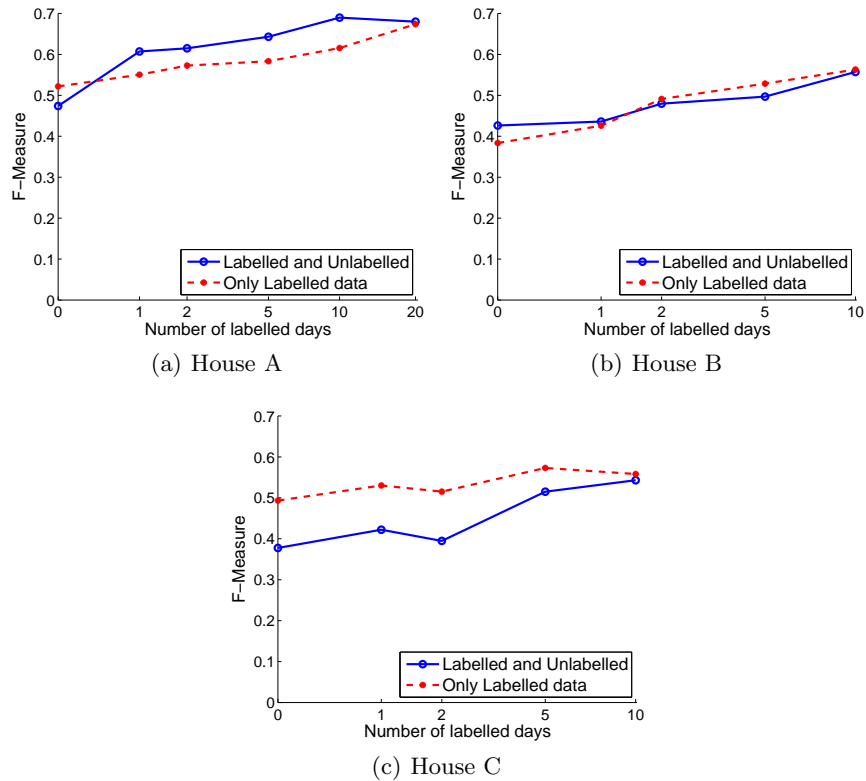 0.7
0.6
0.5
0.4
0.3
0.2
0.1
0
F−Measure
0 1 2 5 10 20
Number of labelled days
Labelled and Unlabelled
Only Labelled data
(a) House A
0.7
0.6
0.5
0.4
0.3
0.2
0.1
0
F−Measure
0 1 2 5 10
Number of labelled days
Labelled and Unlabelled
Only Labelled data
(b) House B
0.7
0.6
0.5
0.4
0.3
0.2
0.1
0
F−Measure
0 1 2 5 10
Number of labelled days
Labelled and Unlabelled
Only Labelled data
(c) House C